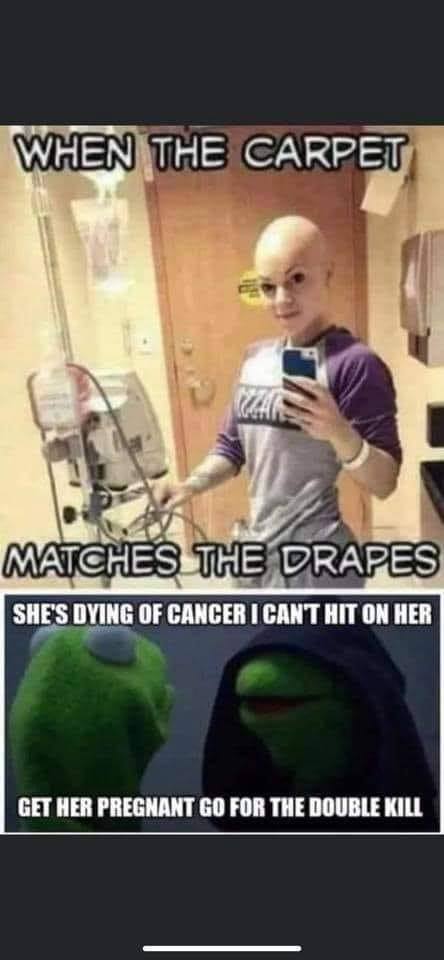 WHEN THE CARPET
MATCHES THE DRAPES
SHE'S DYING OF CANCER I CAN'T HIT ON HER
GET HER PREGNANT GO FOR THE DOUBLE KILL